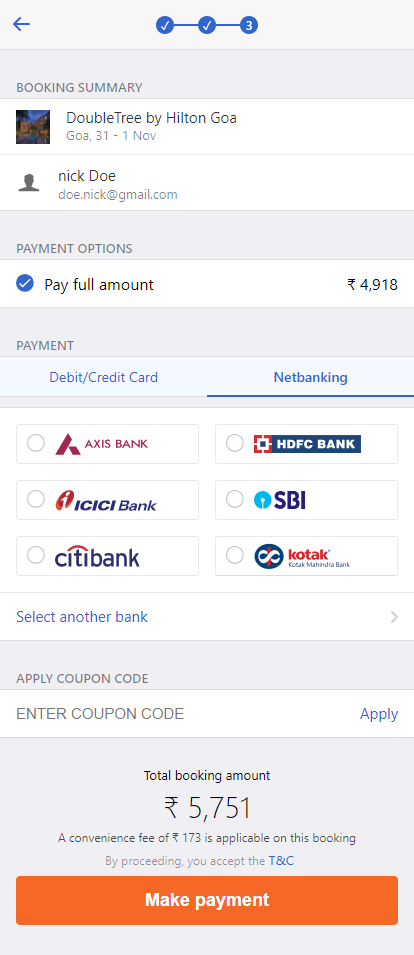 3
BOOKING SUMMARY
DoubleTree by Hilton Goa
Goa, 31 - 1 Nov
nick Doe
doe.nick@gmail.com
PAYMENT OPTIONS
Pay full amount ₹ 4,918
PAYMENT
Debit/Credit Card Netbanking
AXIS BANK HDFC BANK
ICICI Bank SBI
citibank kotak
Kotak Mahindra Bank
Select another bank
APPLY COUPON CODE
ENTER COUPON CODE Apply
Total booking amount
₹ 5,751
A convenience fee of ₹ 173 is applicable on this booking
By proceeding, you accept the T&C
Make payment